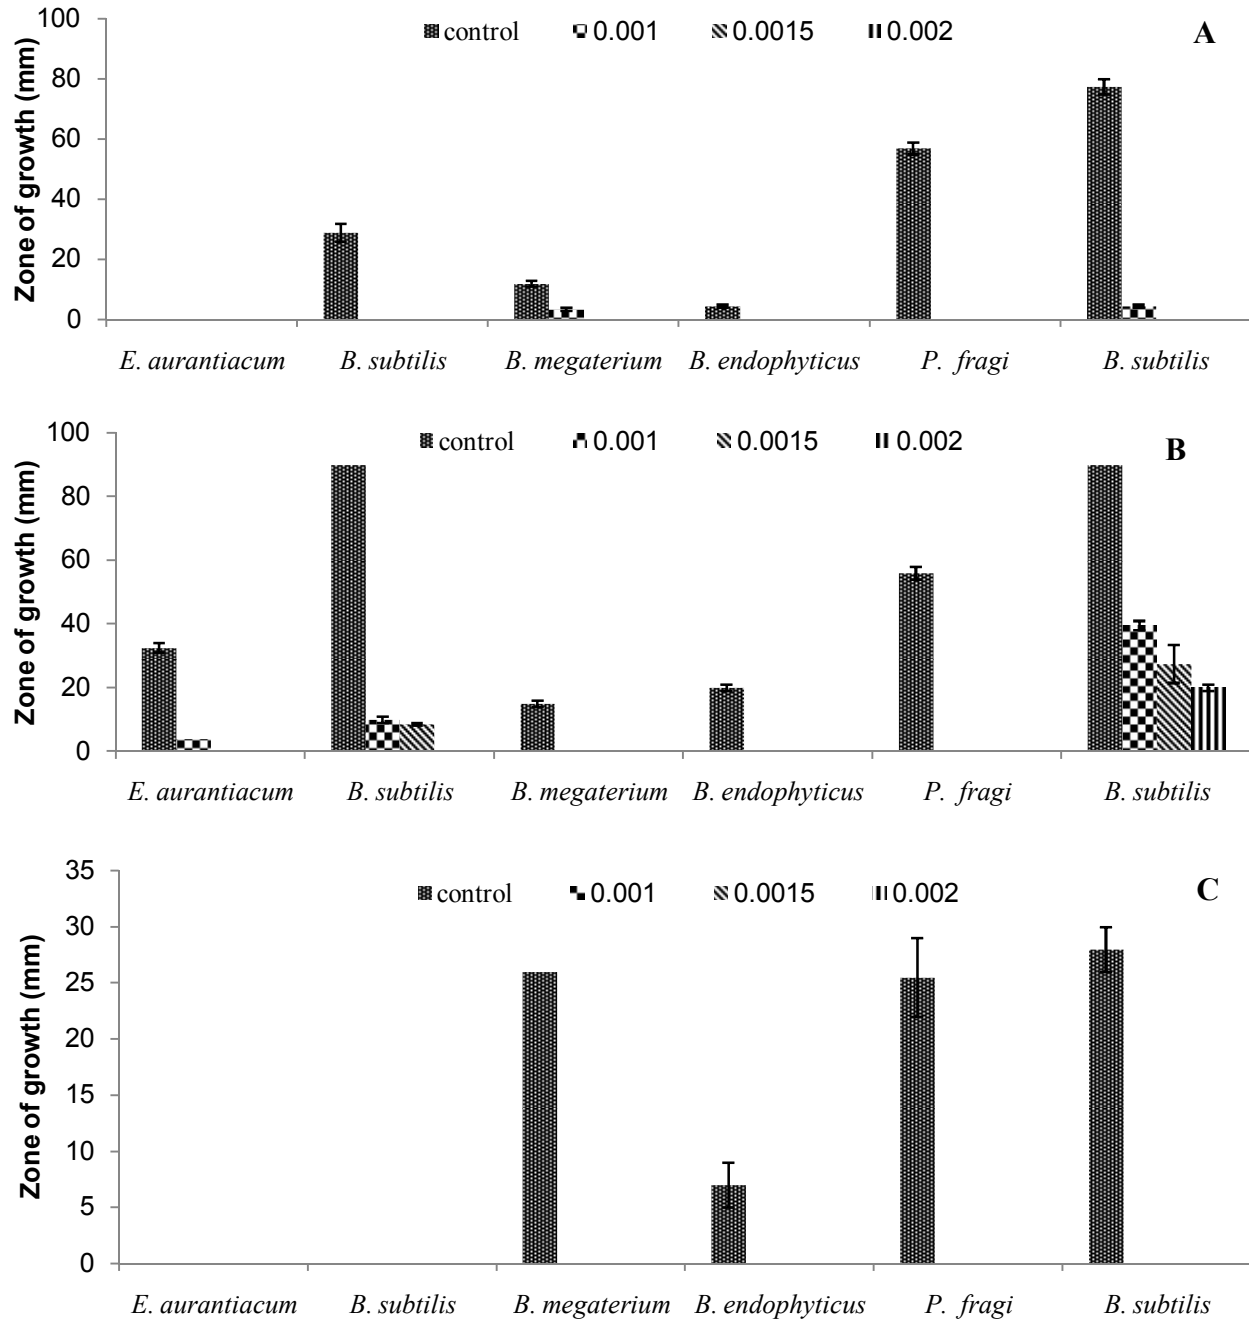 100
80
60
40
20
0
Zone of growth (mm)
control 0.001 0.0015 0.002
A
E. aurantiacum B. subtilis B. megaterium B. endophyticus P. fragi B. subtilis
100
80
60
40
20
0
Zone of growth (mm)
control 0.001 0.0015 0.002
B
E. aurantiacum B. subtilis B. megaterium B. endophyticus P. fragi B. subtilis
35
30
25
20
15
10
5
0
Zone of growth (mm)
control 0.001 0.0015 0.002
C
E. aurantiacum B. subtilis B. megaterium B. endophyticus P. fragi B. subtilis